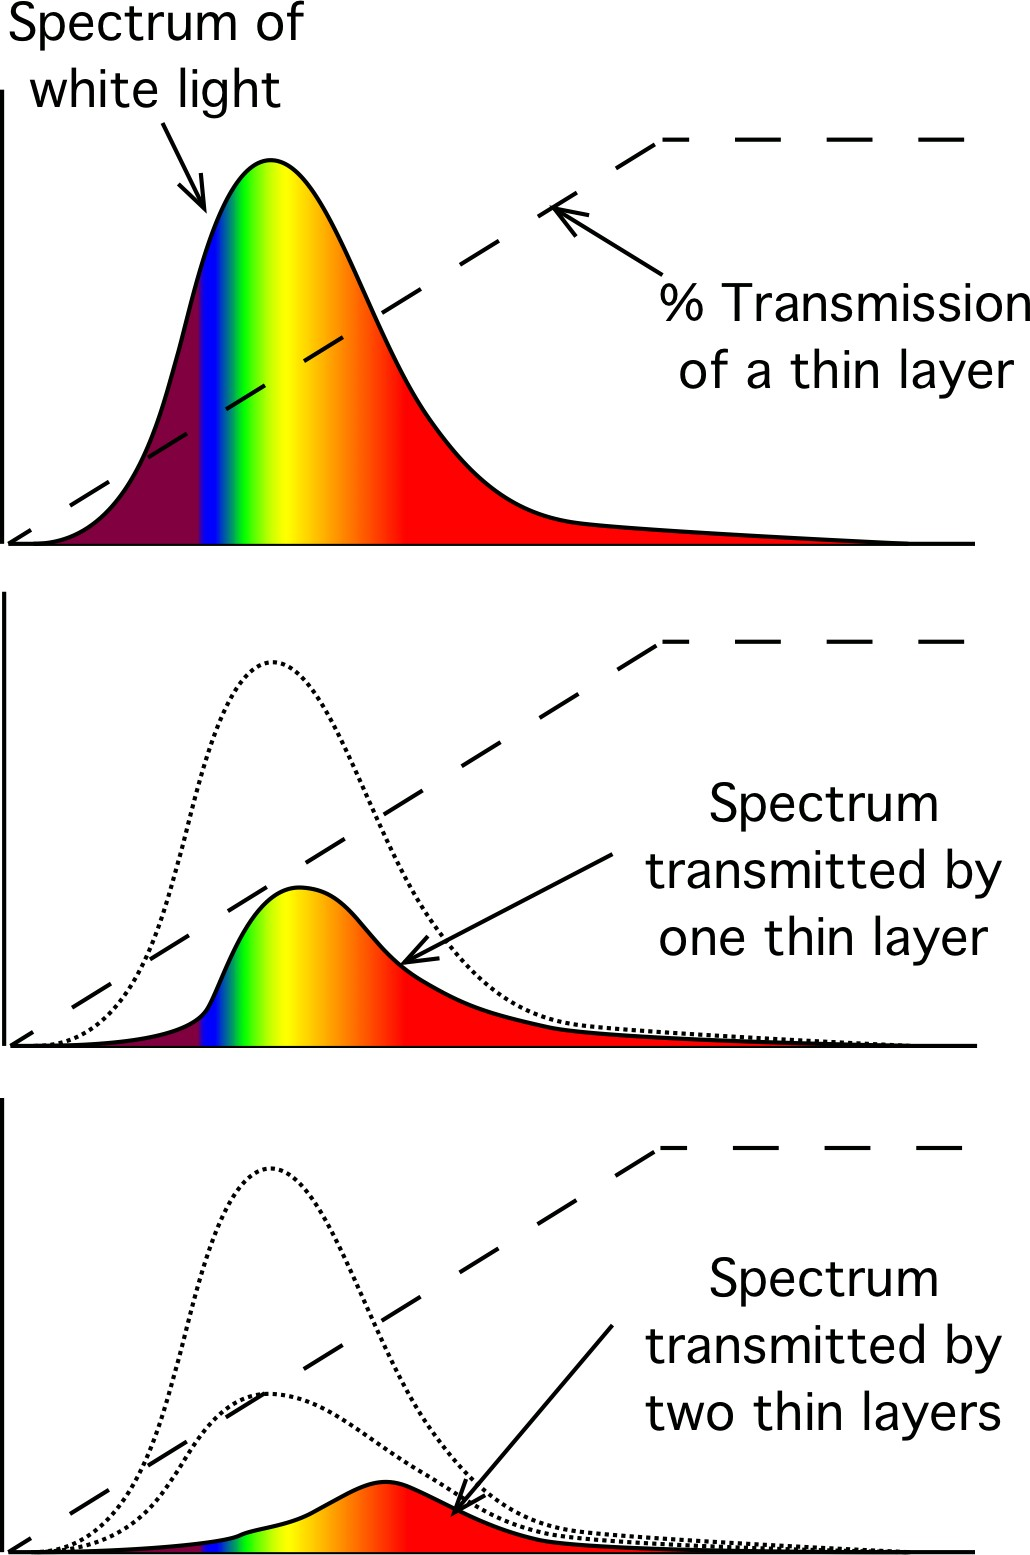 Spectrum of
white light
% Transmission
of a thin layer
Spectrum
transmitted by
one thin layer
Spectrum
transmitted by
two thin layers